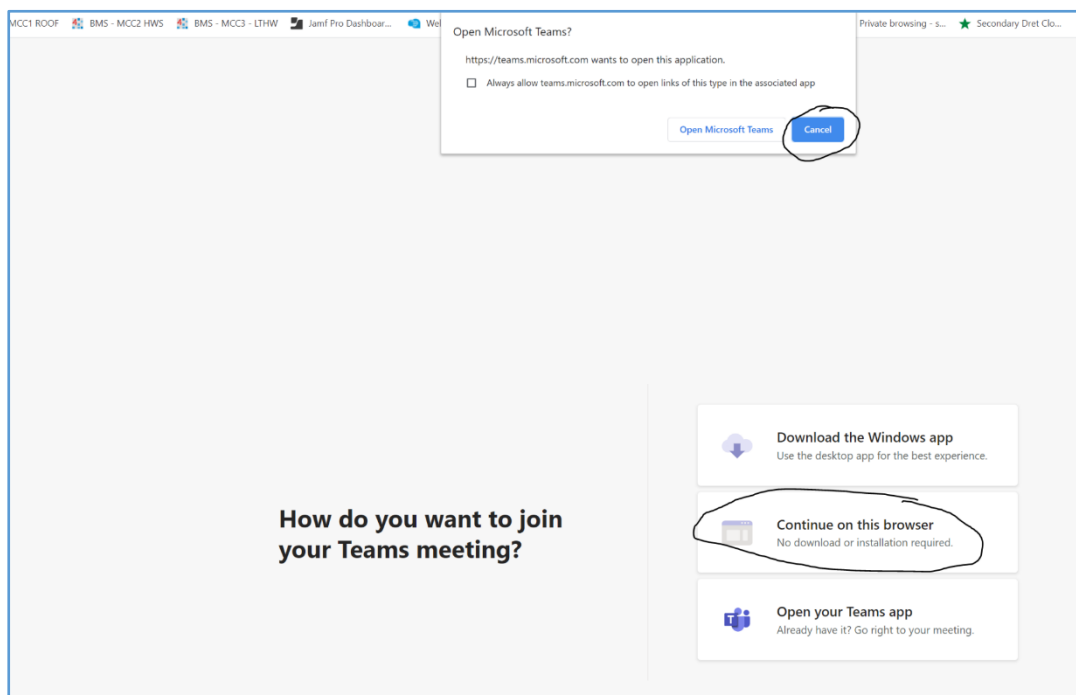 MCC1 ROOF BMS - MCC2 HWS BMS - MCC3 - LTHW Jamf Pro Dashboar... Private browsing - s... Secondary Dret Clo...
Open Microsoft Teams?
https://teams.microsoft.com wants to open this application.
Always allow teams.microsoft.com to open links of this type in the associated app
Open Microsoft Teams Cancel
Download the Windows app
Use the desktop app for the best experience.
How do you want to join
your Teams meeting?
Continue on this browser
No download or installation required.
Open your Teams app
Already have it? Go right to your meeting.